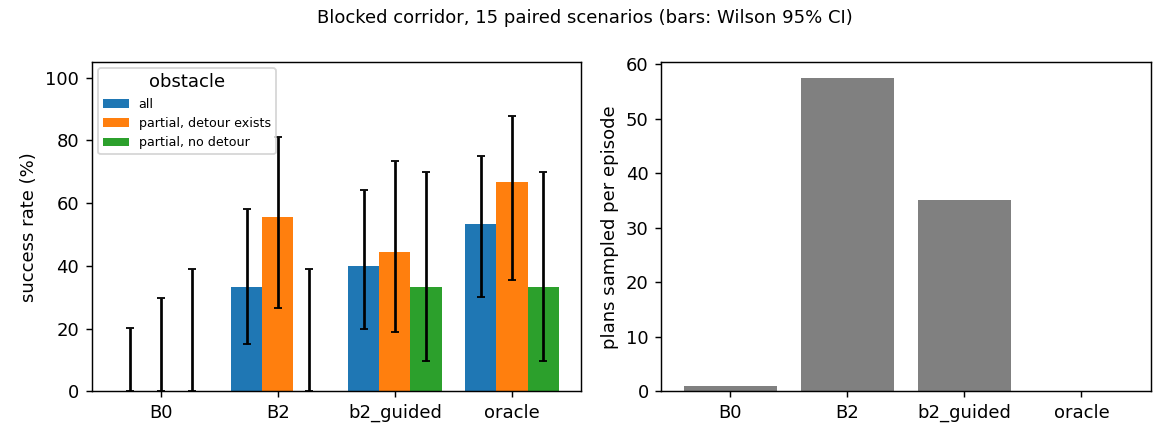 Blocked corridor, 15 paired scenarios (bars: Wilson 95% CI)
success rate (%)
100
80
60
40
20
0
obstacle
all
partial, detour exists
partial, no detour
B0
B2
b2_guided
oracle
plans sampled per episode
60
50
40
30
20
10
0
B0
B2
b2_guided
oracle